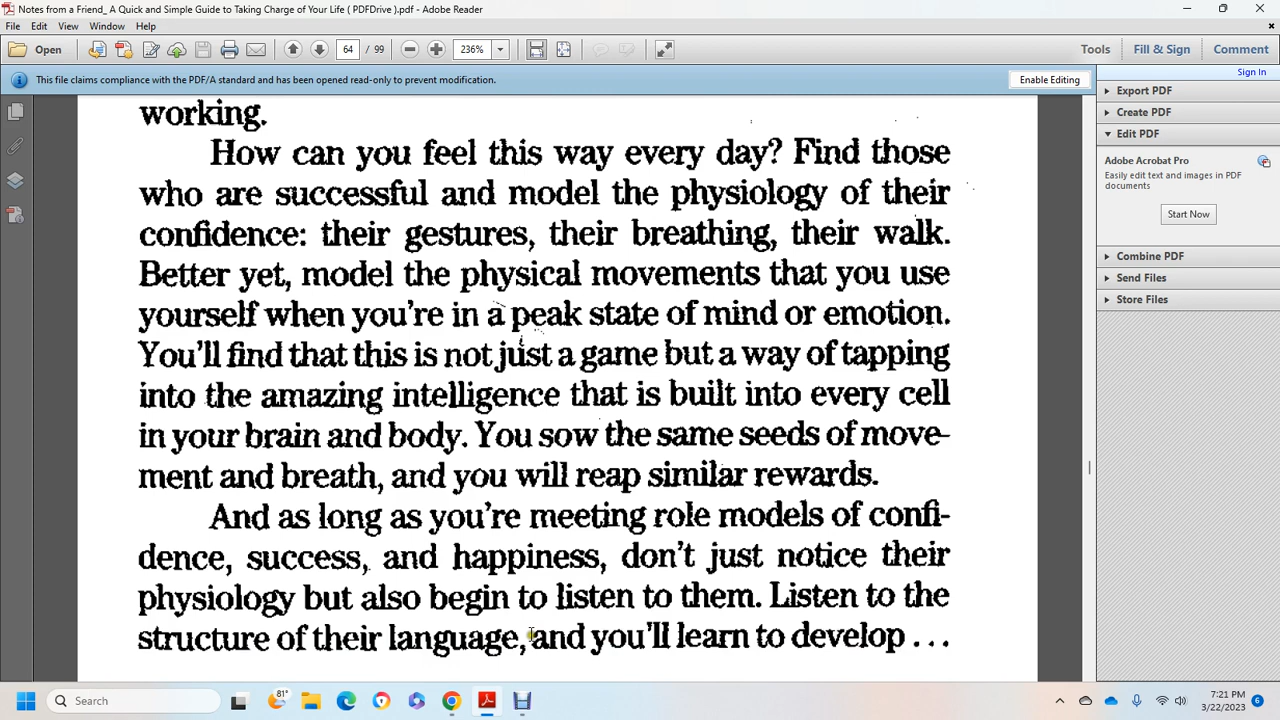 Notes from a Friend_ A Quick and Simple Guide to Taking Charge of Your Life ( PDFDrive ).pdf - Adobe Reader
File Edit View Window Help
Open 64 / 99 236% Tools Fill & Sign Comment
This file claims compliance with the PDF/A standard and has been opened read-only to prevent modification. Enable Editing
Sign In
Export PDF
Create PDF
Edit PDF
Adobe Acrobat Pro
Easily edit text and images in PDF
documents
Start Now
Combine PDF
Send Files
Store Files
working.
How can you feel this way every day? Find those
who are successful and model the physiology of their
confidence: their gestures, their breathing, their walk.
Better yet, model the physical movements that you use
yourself when you're in a peak state of mind or emotion.
You'll find that this is not just a game but a way of tapping
into the amazing intelligence that is built into every cell
in your brain and body. You sow the same seeds of move-
ment and breath, and you will reap similar rewards.
And as long as you're meeting role models of confi-
dence, success, and happiness, don't just notice their
physiology but also begin to listen to them. Listen to the
structure of their language, and you'll learn to develop ...
Search
81°
7:21 PM
3/22/2023
6